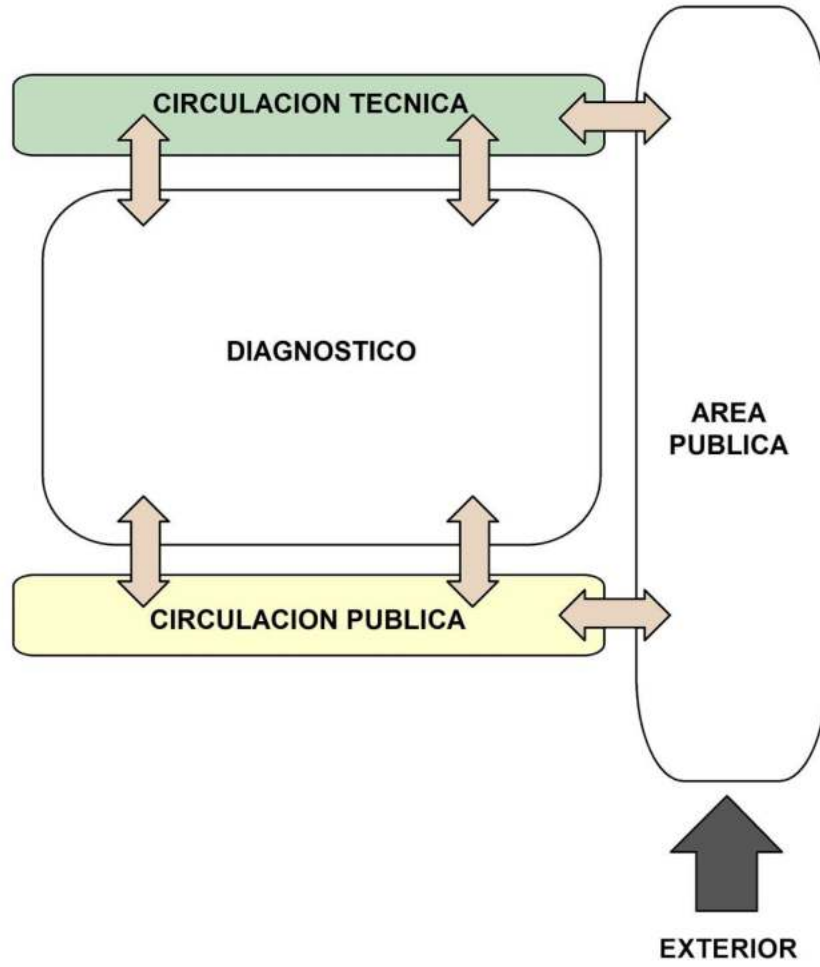 CIRCULACION TECNICA
DIAGNOSTICO
AREA
PUBLICA
CIRCULACION PUBLICA
EXTERIOR